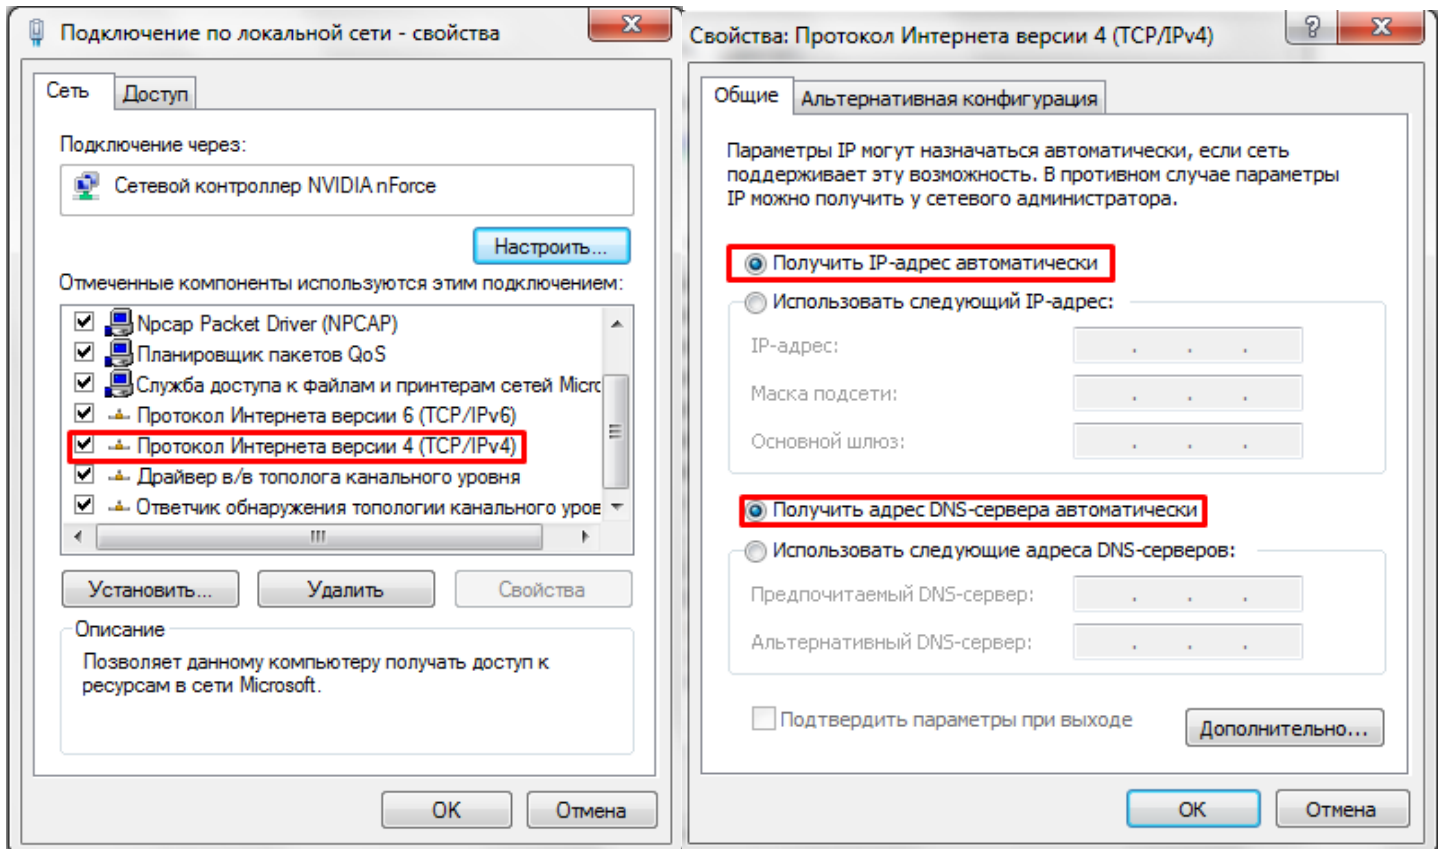 Подключение по локальной сети - свойства
Сеть
Доступ
Подключение через:
Сетевой контроллер NVIDIA nForce
Настроить...
Отмеченные компоненты используются этим подключением:
Npcap Packet Driver (NPCAP)
Планировщик пакетов QoS
Служба доступа к файлам и принтерам сетей Micro
Протокол Интернета версии 6 (TCP/IPv6)
Протокол Интернета версии 4 (TCP/IPv4)
Драйвер в/в тополога канального уровня
Ответчик обнаружения топологии канального уров
Установить...
Удалить
Свойства
Описание
Позволяет данному компьютеру получать доступ к
ресурсам в сети Microsoft.
OK
Отмена
Свойства: Протокол Интернета версии 4 (TCP/IPv4)
Общие
Альтернативная конфигурация
Параметры IP могут назначаться автоматически, если сеть
поддерживает эту возможность. В противном случае параметры
IP можно получить у сетевого администратора.
Получить IP-адрес автоматически
Использовать следующий IP-адрес:
IP-адрес:
Маска подсети:
Основной шлюз:
Получить адрес DNS-сервера автоматически
Использовать следующие адреса DNS-серверов:
Предпочитаемый DNS-сервер:
Альтернативный DNS-сервер:
Подтвердить параметры при выходе
Дополнительно...
OK
Отмена